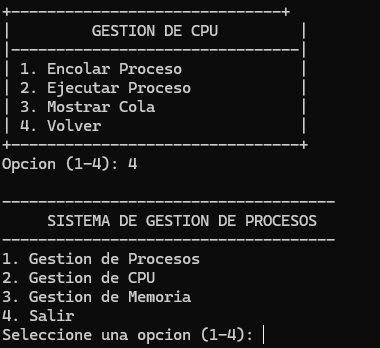 +-----------------------------+
|         GESTION DE CPU         |
|-------------------------------|
| 1. Encolar Proceso             |
| 2. Ejecutar Proceso            |
| 3. Mostrar Cola                |
| 4. Volver                      |
+-------------------------------+
Opcion (1-4): 4
-----------------------------------
     SISTEMA DE GESTION DE PROCESOS
-----------------------------------
1. Gestion de Procesos
2. Gestion de CPU
3. Gestion de Memoria
4. Salir
Seleccione una opcion (1-4):